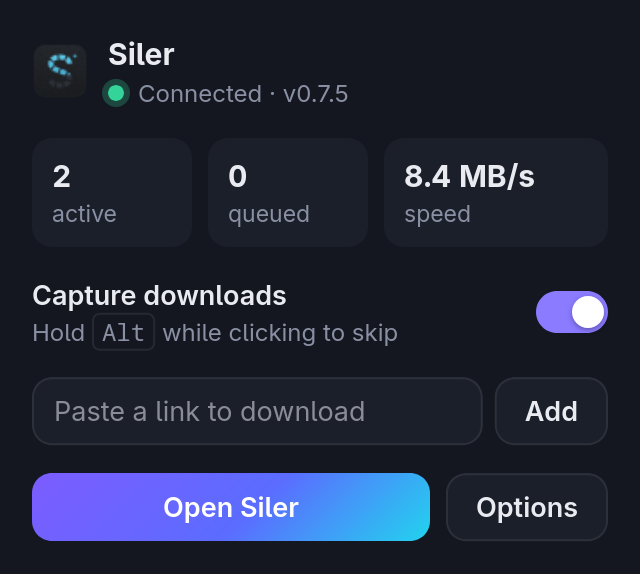 Siler
Connected · v0.7.5
2
active
0
queued
8.4 MB/s
speed
Capture downloads
Hold Alt while clicking to skip
Paste a link to download
Add
Open Siler
Options